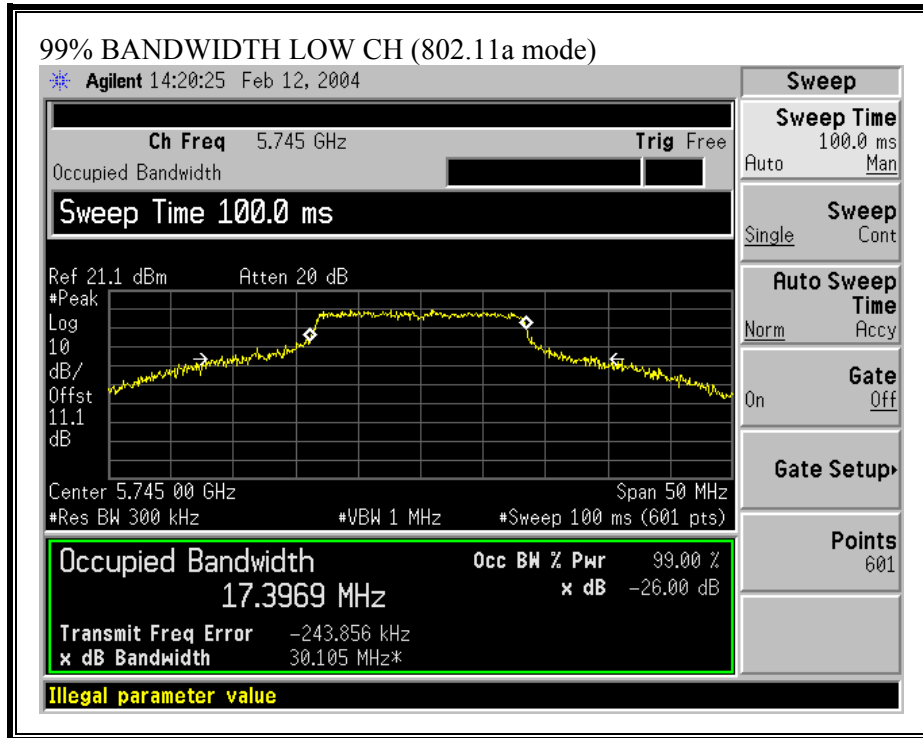 99% BANDWIDTH LOW CH (802.11a mode)
Agilent 14:20:25 Feb 12, 2004
Ch Freq 5.745 GHz Trig Free
Occupied Bandwidth
Sweep Time 100.0 ms
Ref 21.1 dBm Atten 20 dB
#Peak
Log
10
dB/
Offst
11.1
dB
Center 5.745 00 GHz Span 50 MHz
#Res BW 300 kHz #VBW 1 MHz #Sweep 100 ms (601 pts)
Occupied Bandwidth Occ BW % Pwr 99.00 %
17.3969 MHz x dB -26.00 dB
Transmit Freq Error -243.856 kHz
x dB Bandwidth 30.105 MHz*
Illegal parameter value
Sweep
Sweep Time
100.0 ms
Auto Man
Sweep
Single Cont
Auto Sweep
Time
Norm Accy
Gate
On Off
Gate Setup
Points
601